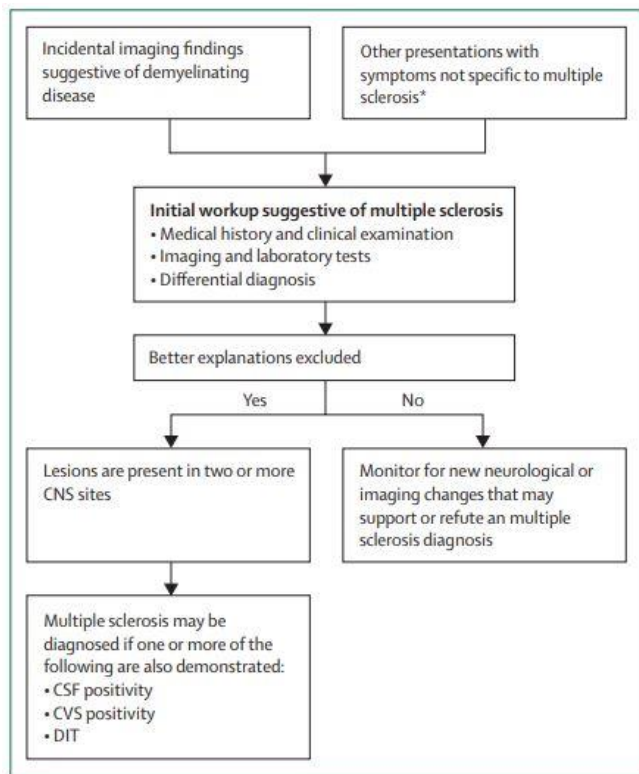 Incidental imaging findings
suggestive of demyelinating
disease
Other presentations with
symptoms not specific to multiple
sclerosis*
Initial workup suggestive of multiple sclerosis
• Medical history and clinical examination
• Imaging and laboratory tests
• Differential diagnosis
Better explanations excluded
Yes
No
Lesions are present in two or more
CNS sites
Monitor for new neurological or
imaging changes that may
support or refute an multiple
sclerosis diagnosis
Multiple sclerosis may be
diagnosed if one or more of the
following are also demonstrated:
• CSF positivity
• CVS positivity
• DIT